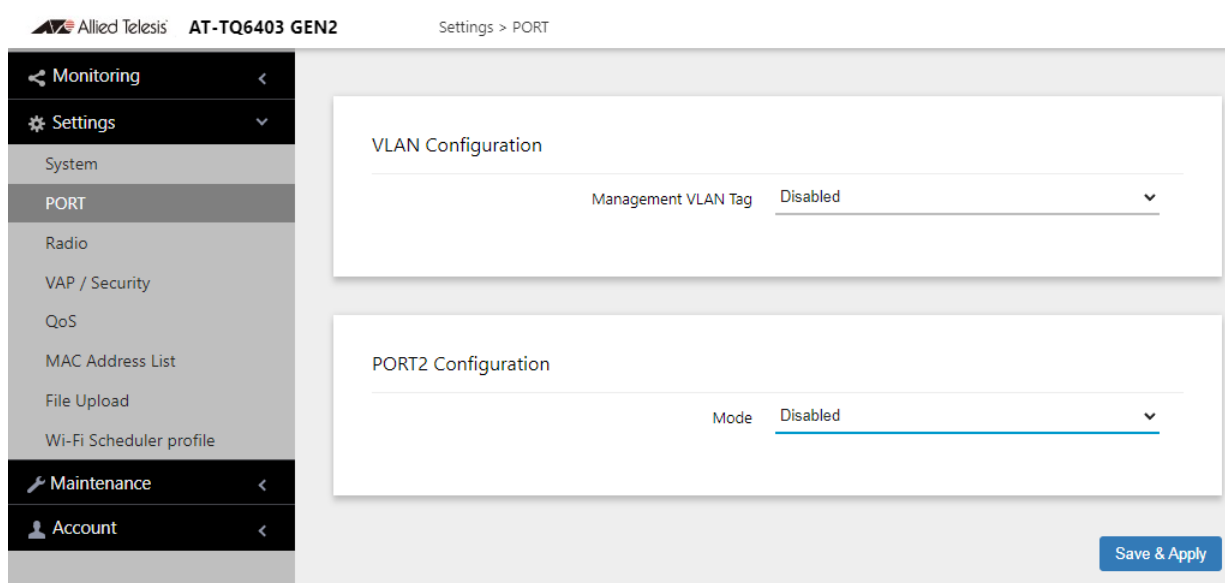 Allied Telesis AT-TQ6403 GEN2 Settings > PORT
Monitoring
Settings
System
PORT
Radio
VAP / Security
QoS
MAC Address List
File Upload
Wi-Fi Scheduler profile
Maintenance
Account
VLAN Configuration
Management VLAN Tag Disabled
PORT2 Configuration
Mode Disabled
Save & Apply